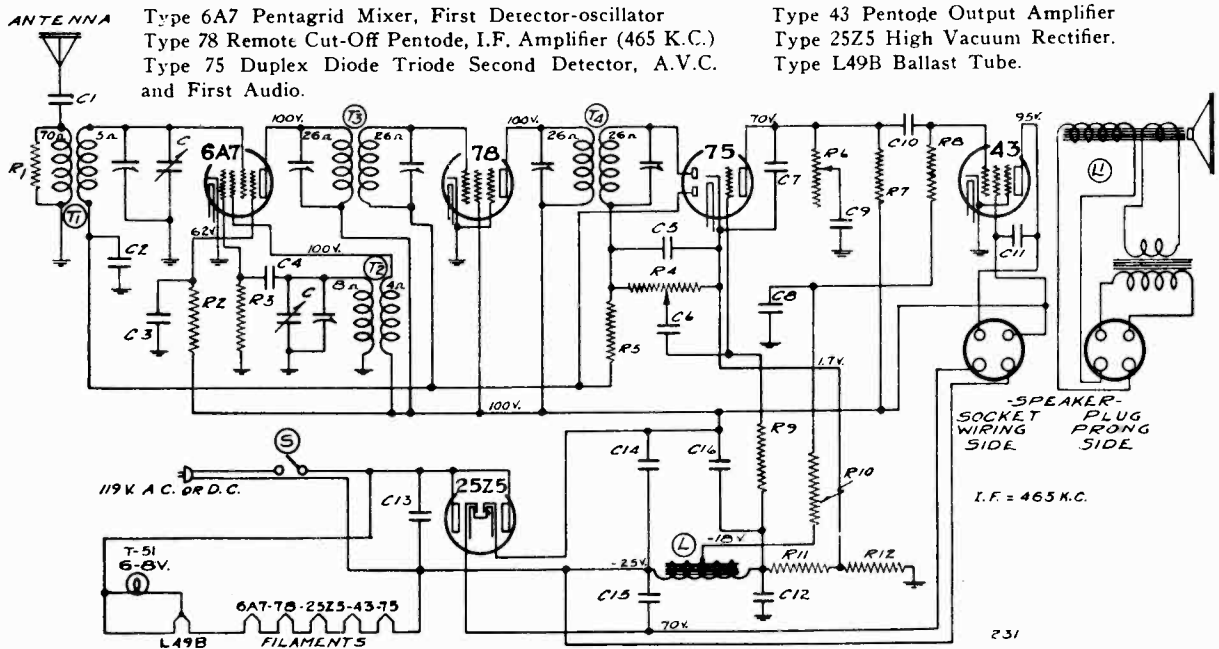 ANTENNA
Type 6A7 Pentagrid Mixer, First Detector-oscillator
Type 78 Remote Cut-Off Pentode, I.F. Amplifier (465 K.C.)
Type 75 Duplex Diode Triode Second Detector, A.V.C.
and First Audio.
Type 43 Pentode Output Amplifier
Type 25Z5 High Vacuum Rectifier.
Type L49B Ballast Tube.
C1
70Ω
5Ω
R1
T1
C
C2
6A7
100V.
26Ω
T3
26Ω
78
100V.
26Ω
T4
26Ω
75
70V.
C7
R6
C9
C10
R7
R8
43
95V.
C11
L1
62V.
100V.
C4
C3
R2
R3
C
T2
8Ω
4Ω
C5
R4
C6
R5
C8
1.7V.
100V.
R9
R10
-SPEAKER-
SOCKET
WIRING
SIDE
PLUG
PRONG
SIDE
S
119V. A C. OR D.C.
C13
25Z5
C14
C16
I.F. = 465 K.C.
T-51
6-8V.
-25V.
L
-18V
R11
R12
C15
C12
70V.
6A7-78-25Z5-43-75
L49B
FILAMENTS
231